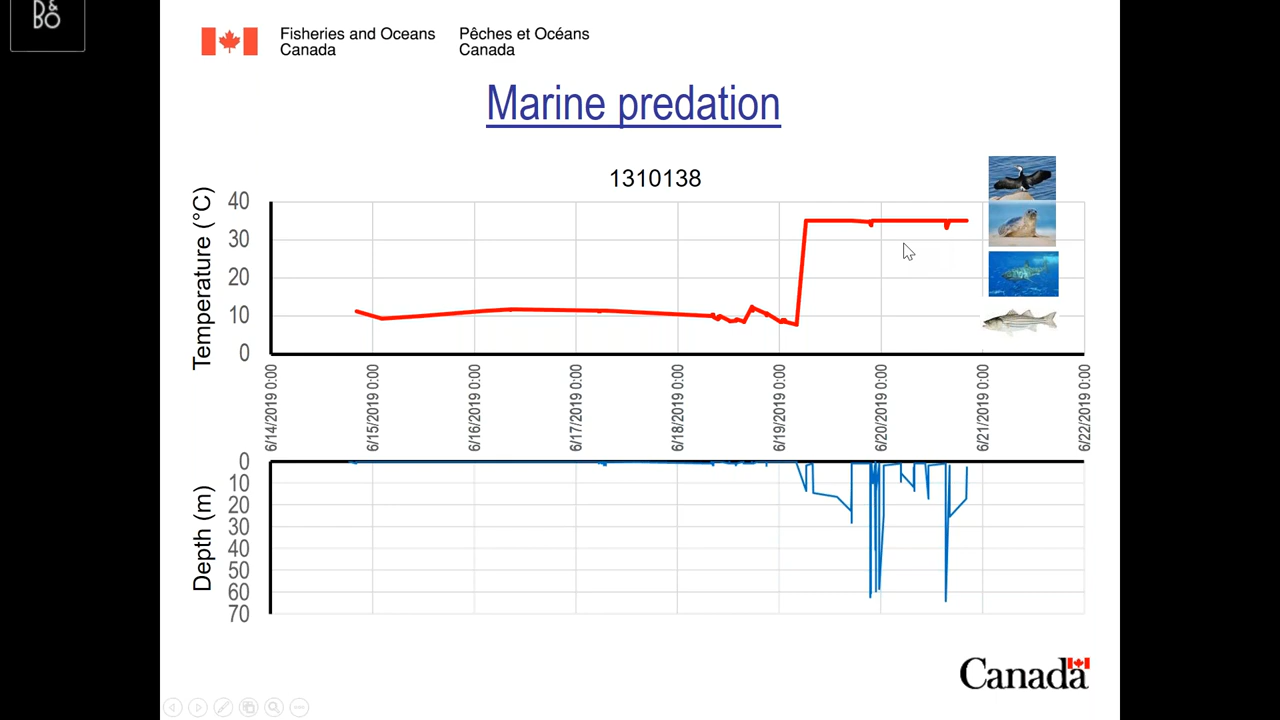 B&
BO
Fisheries and Oceans
Canada
Pêches et Océans
Canada
Marine predation
1310138
Temperature (°C)
40
30
20
10
0
6/14/2019 0:00
6/15/2019 0:00
6/16/2019 0:00
6/17/2019 0:00
6/18/2019 0:00
6/19/2019 0:00
6/20/2019 0:00
6/21/2019 0:00
6/22/2019 0:00
Depth (m)
0
10
20
30
40
50
60
70
Canada